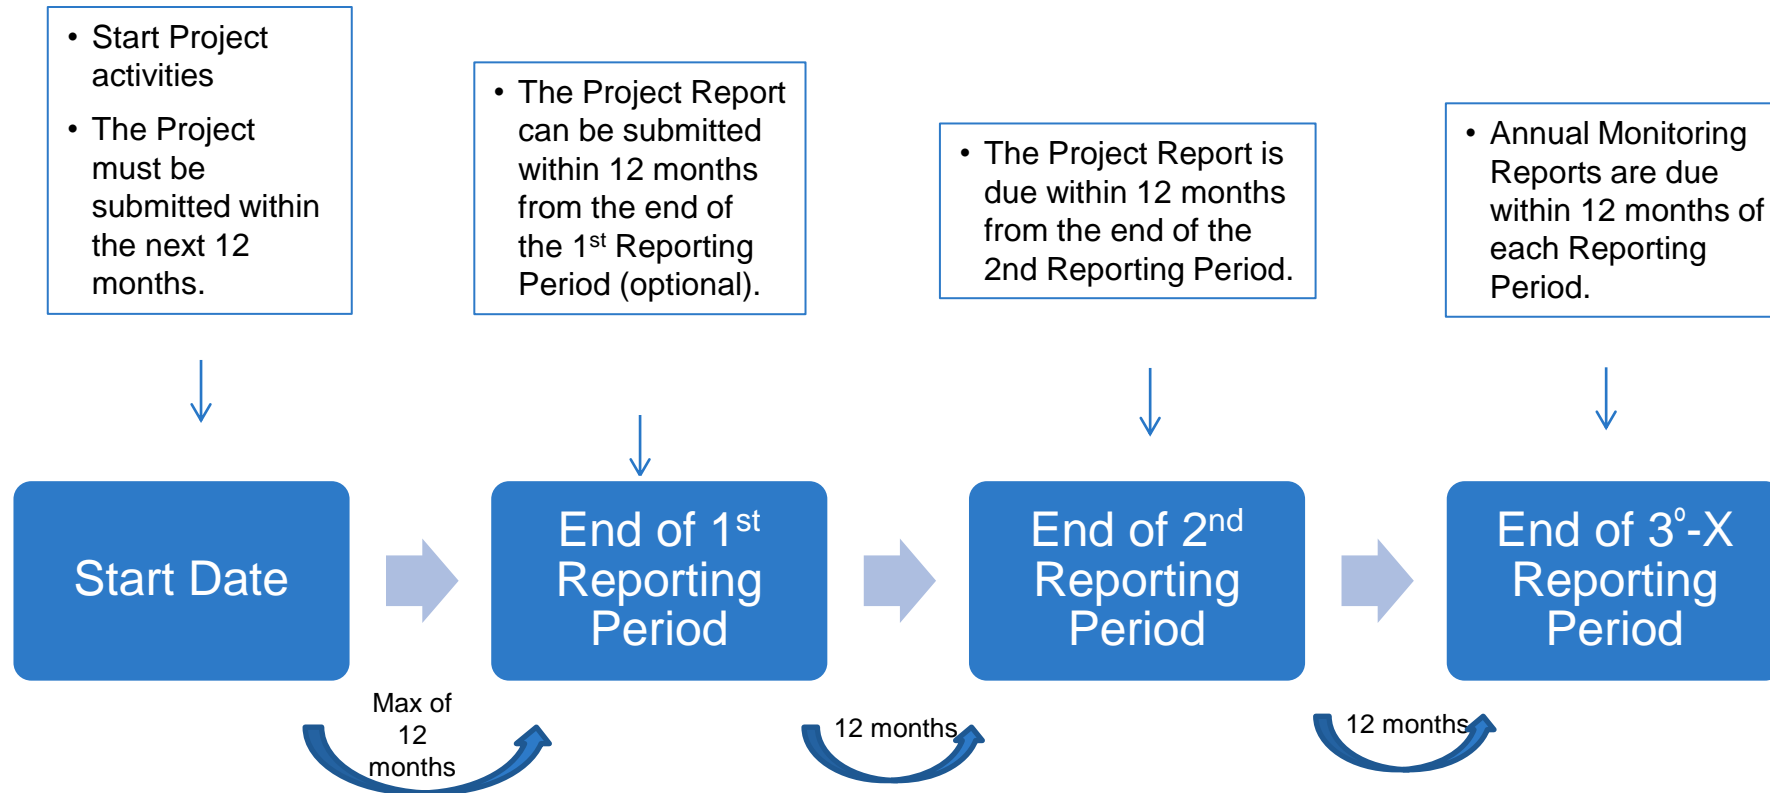 • Start Project
activities
• The Project
must be
submitted within
the next 12
months.
• The Project Report
can be submitted
within 12 months
from the end of
the 1st Reporting
Period (optional).
• The Project Report is
due within 12 months
from the end of the
2nd Reporting Period.
• Annual Monitoring
Reports are due
within 12 months of
each Reporting
Period.
Start Date
End of 1st
Reporting
Period
End of 2nd
Reporting
Period
End of 3º-X
Reporting
Period
Max of
12
months
12 months
12 months